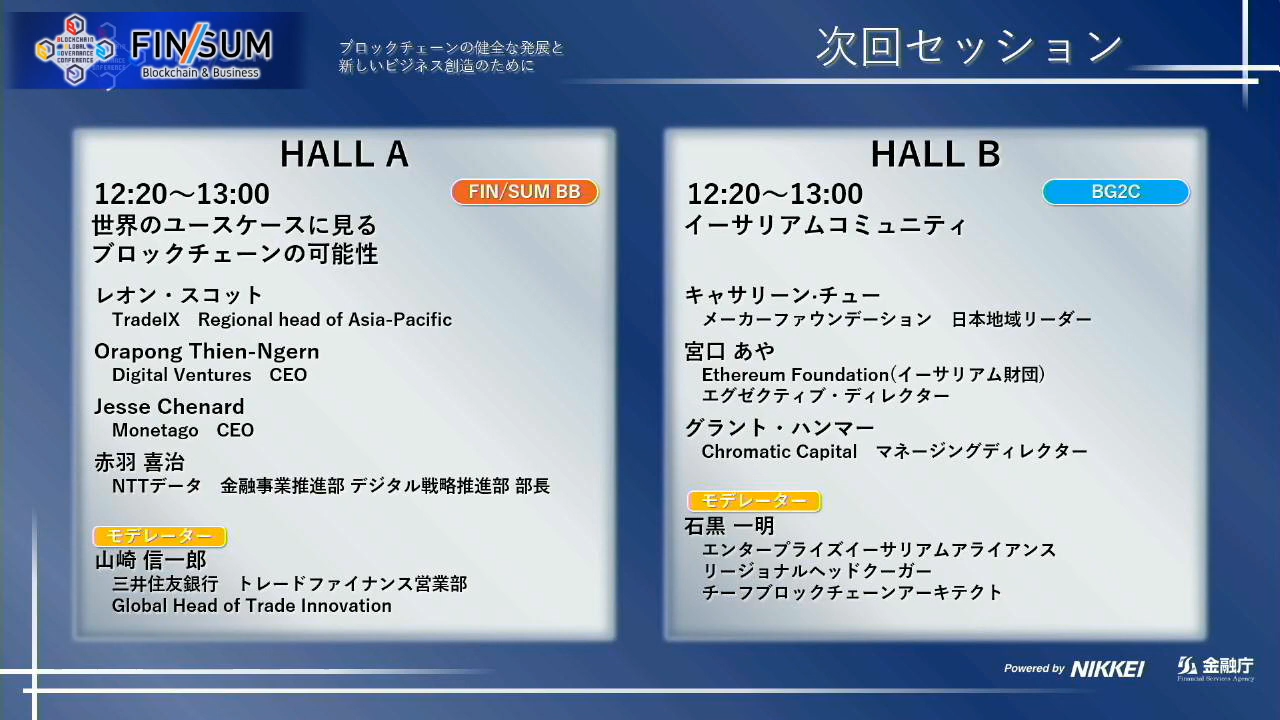 BLOCKCHAIN
GLOBAL
GOVERNANCE
CONFERENCE
FIN/SUM
Blockchain & Business
ブロックチェーンの健全な発展と
新しいビジネス創造のために
次回セッション
HALL A
12:20～13:00
FIN/SUM BB
世界のユースケースに見る
ブロックチェーンの可能性
レオン・スコット
TradeIX Regional head of Asia-Pacific
Orapong Thien-Ngern
Digital Ventures CEO
Jesse Chenard
Monetago CEO
赤羽 喜治
NTTデータ 金融事業推進部 デジタル戦略推進部 部長
モデレーター
山崎 信一郎
三井住友銀行 トレードファイナンス営業部
Global Head of Trade Innovation
HALL B
12:20～13:00
BG2C
イーサリアムコミュニティ
キャサリーン·チュー
メーカーファウンデーション 日本地域リーダー
宮口 あや
Ethereum Foundation(イーサリアム財団)
エグゼクティブ・ディレクター
グラント・ハンマー
Chromatic Capital マネージングディレクター
モデレーター
石黒 一明
エンタープライズイーサリアムアライアンス
リージョナルヘッドクーガー
チーフブロックチェーンアーキテクト
Powered by NIKKEI
金融庁
Financial Services Agency